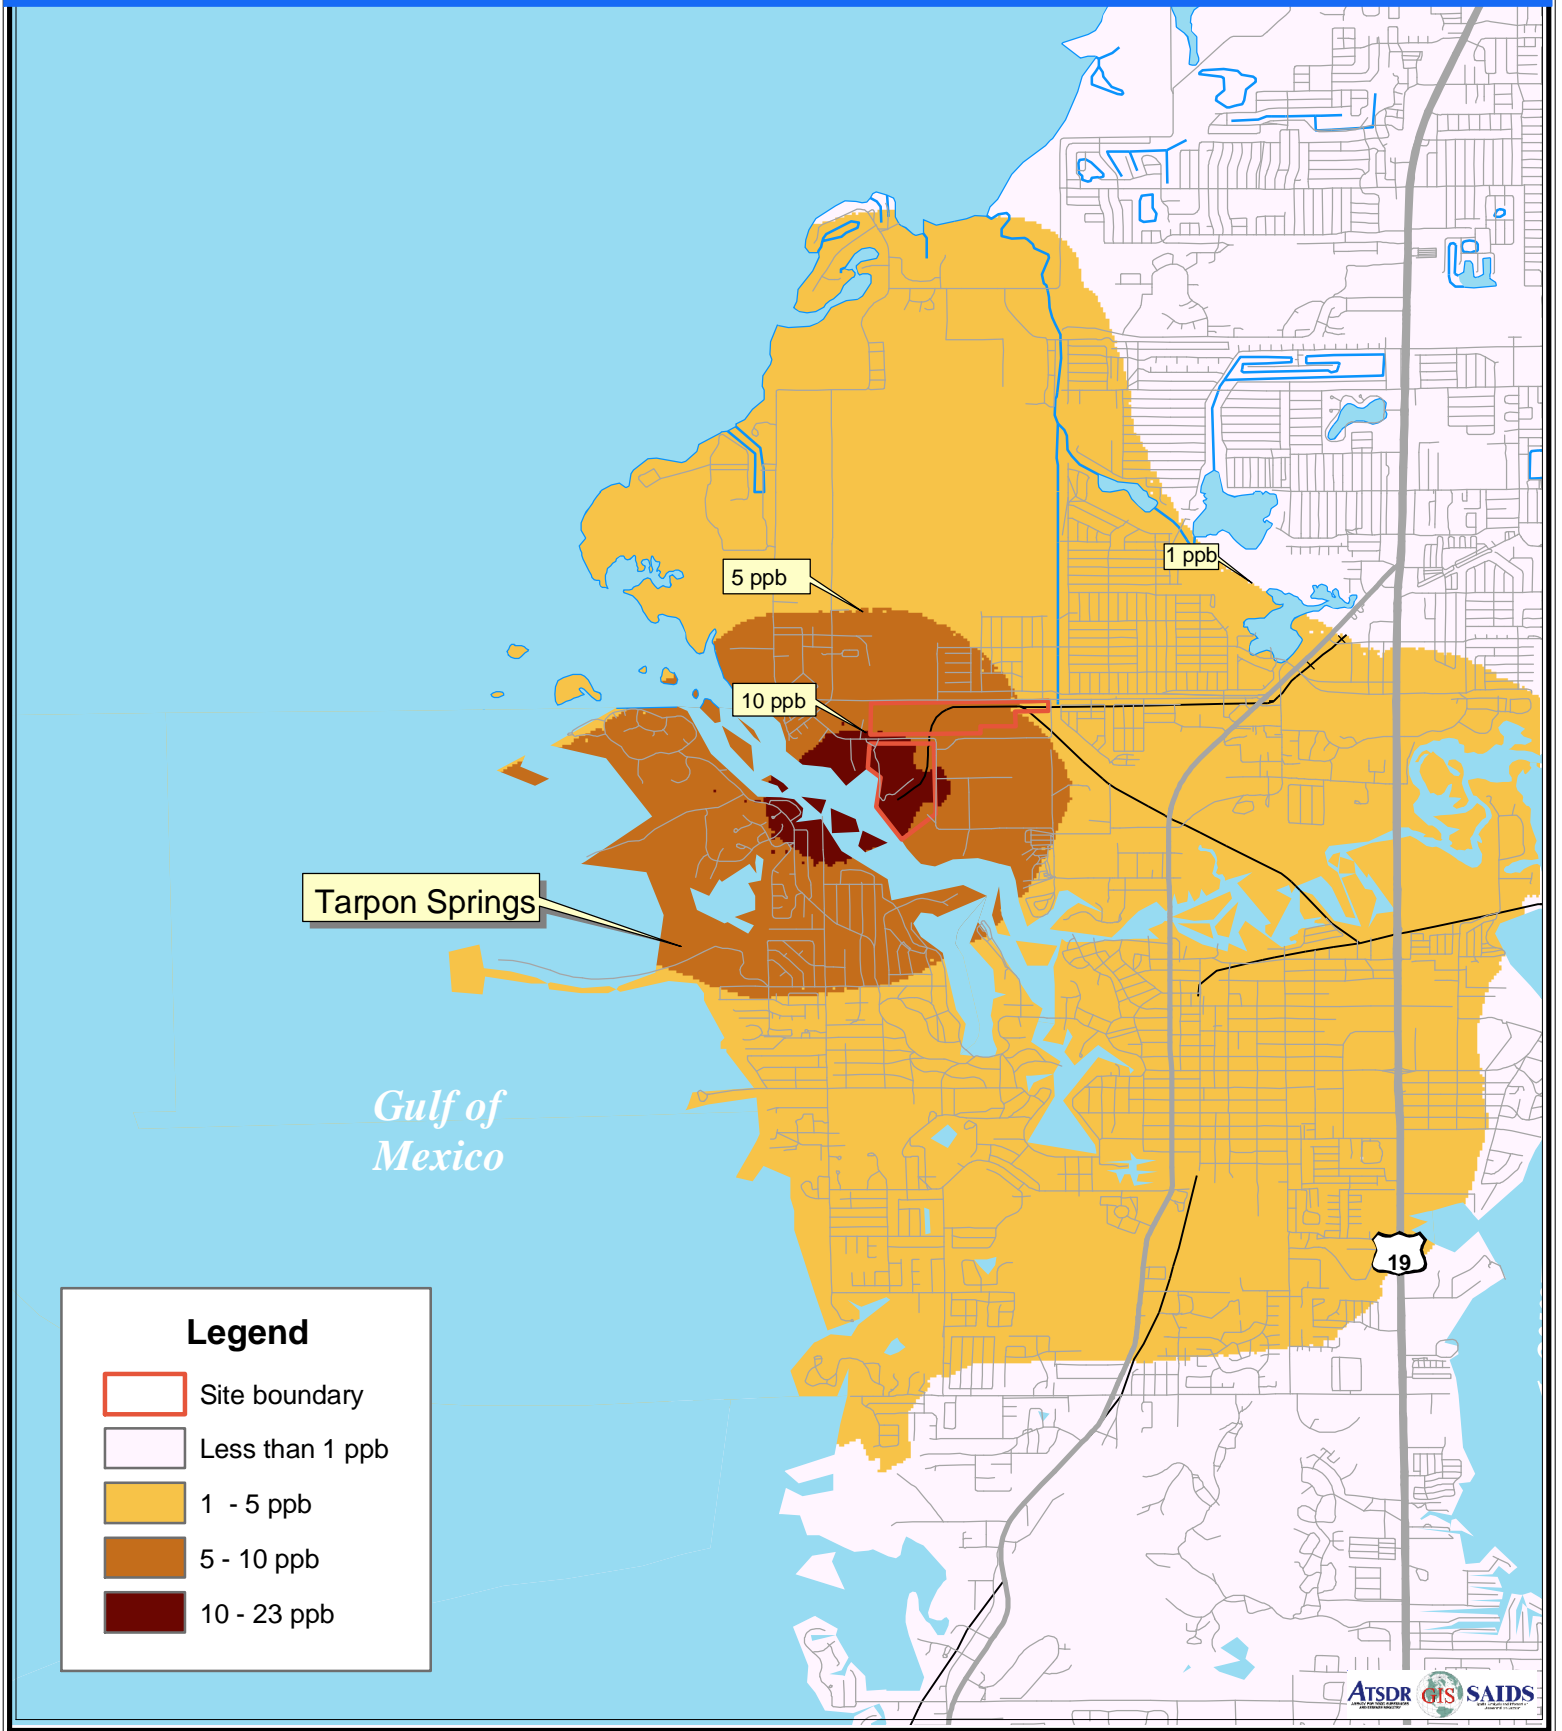 1 ppb
5 ppb
10 ppb
Tarpon Springs
Gulf of
Mexico
19
Legend
Site boundary
Less than 1 ppb
1 - 5 ppb
5 - 10 ppb
10 - 23 ppb
ATSDR GIS SAIDS